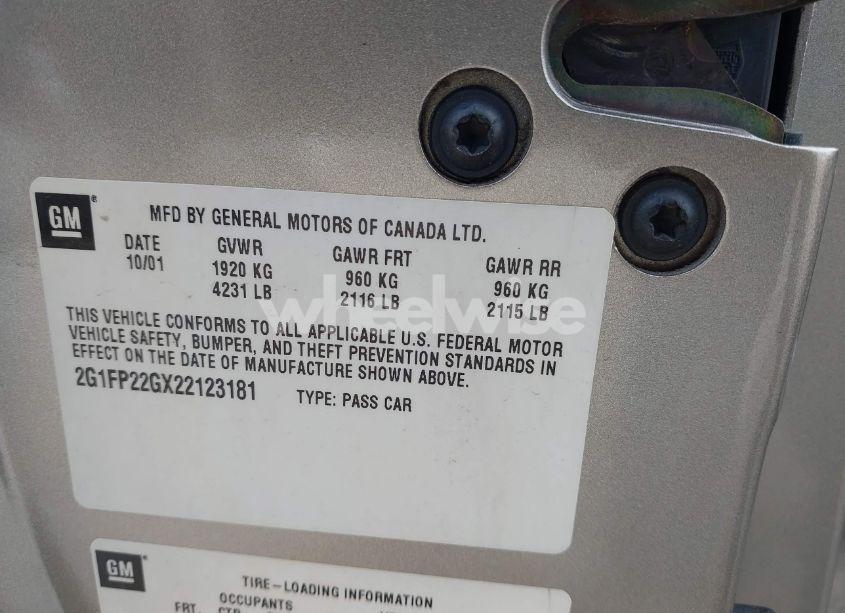 GM
MFD BY GENERAL MOTORS OF CANADA LTD.
DATE GVWR GAWR FRT GAWR RR
10/01 1920 KG 960 KG 960 KG
4231 LB 2116 LB 2115 LB
THIS VEHICLE CONFORMS TO ALL APPLICABLE U.S. FEDERAL MOTOR
VEHICLE SAFETY, BUMPER, AND THEFT PREVENTION STANDARDS IN
EFFECT ON THE DATE OF MANUFACTURE SHOWN ABOVE.
2G1FP22GX22123181 TYPE: PASS CAR
wheelwise
GM
TIRE-LOADING INFORMATION
OCCUPANTS
FRT. CTR